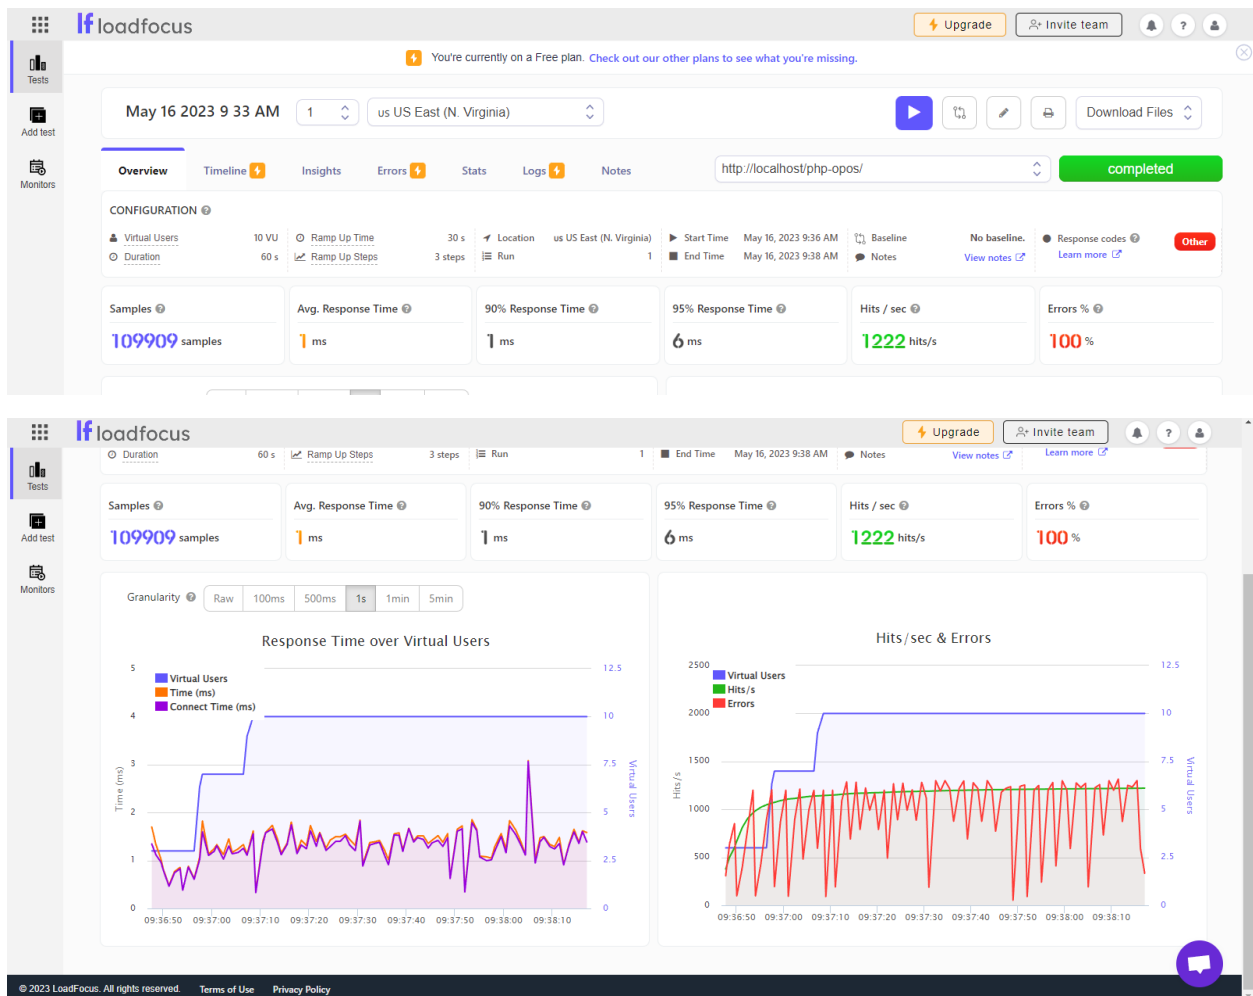 loadfocus
Upgrade
Invite team
?
You're currently on a Free plan. Check out our other plans to see what you're missing.
Tests
Add test
Monitors
May 16 2023 9 33 AM
1
us US East (N. Virginia)
Download Files
Overview
Timeline
Insights
Errors
Stats
Logs
Notes
http://localhost/php-opos/
completed
CONFIGURATION
Virtual Users 10 VU
Ramp Up Time 30 s
Location us US East (N. Virginia)
Start Time May 16, 2023 9:36 AM
Baseline No baseline.
Response codes
Other
Duration 60 s
Ramp Up Steps 3 steps
Run 1
End Time May 16, 2023 9:38 AM
Notes View notes
Learn more
Samples
Avg. Response Time
90% Response Time
95% Response Time
Hits / sec
Errors %
109909 samples
1 ms
1 ms
6 ms
1222 hits/s
100 %
loadfocus
Upgrade
Invite team
?
Tests
Add test
Monitors
Duration 60 s
Ramp Up Steps 3 steps
Run 1
End Time May 16, 2023 9:38 AM
Notes View notes
Learn more
Samples
Avg. Response Time
90% Response Time
95% Response Time
Hits / sec
Errors %
109909 samples
1 ms
1 ms
6 ms
1222 hits/s
100 %
Granularity
Raw
100ms
500ms
1s
1min
5min
Response Time over Virtual Users
Virtual Users
Time (ms)
Connect Time (ms)
5
4
3
2
1
0
Time (ms)
12.5
10
7.5
5
2.5
0
Virtual Users
09:36:50 09:37:00 09:37:10 09:37:20 09:37:30 09:37:40 09:37:50 09:38:00 09:38:10
Hits/sec & Errors
Virtual Users
Hits/s
Errors
2500
2000
1500
1000
500
0
Hits/s
12.5
10
7.5
5
2.5
0
Virtual Users
09:36:50 09:37:00 09:37:10 09:37:20 09:37:30 09:37:40 09:37:50 09:38:00 09:38:10
© 2023 LoadFocus. All rights reserved. Terms of Use Privacy Policy